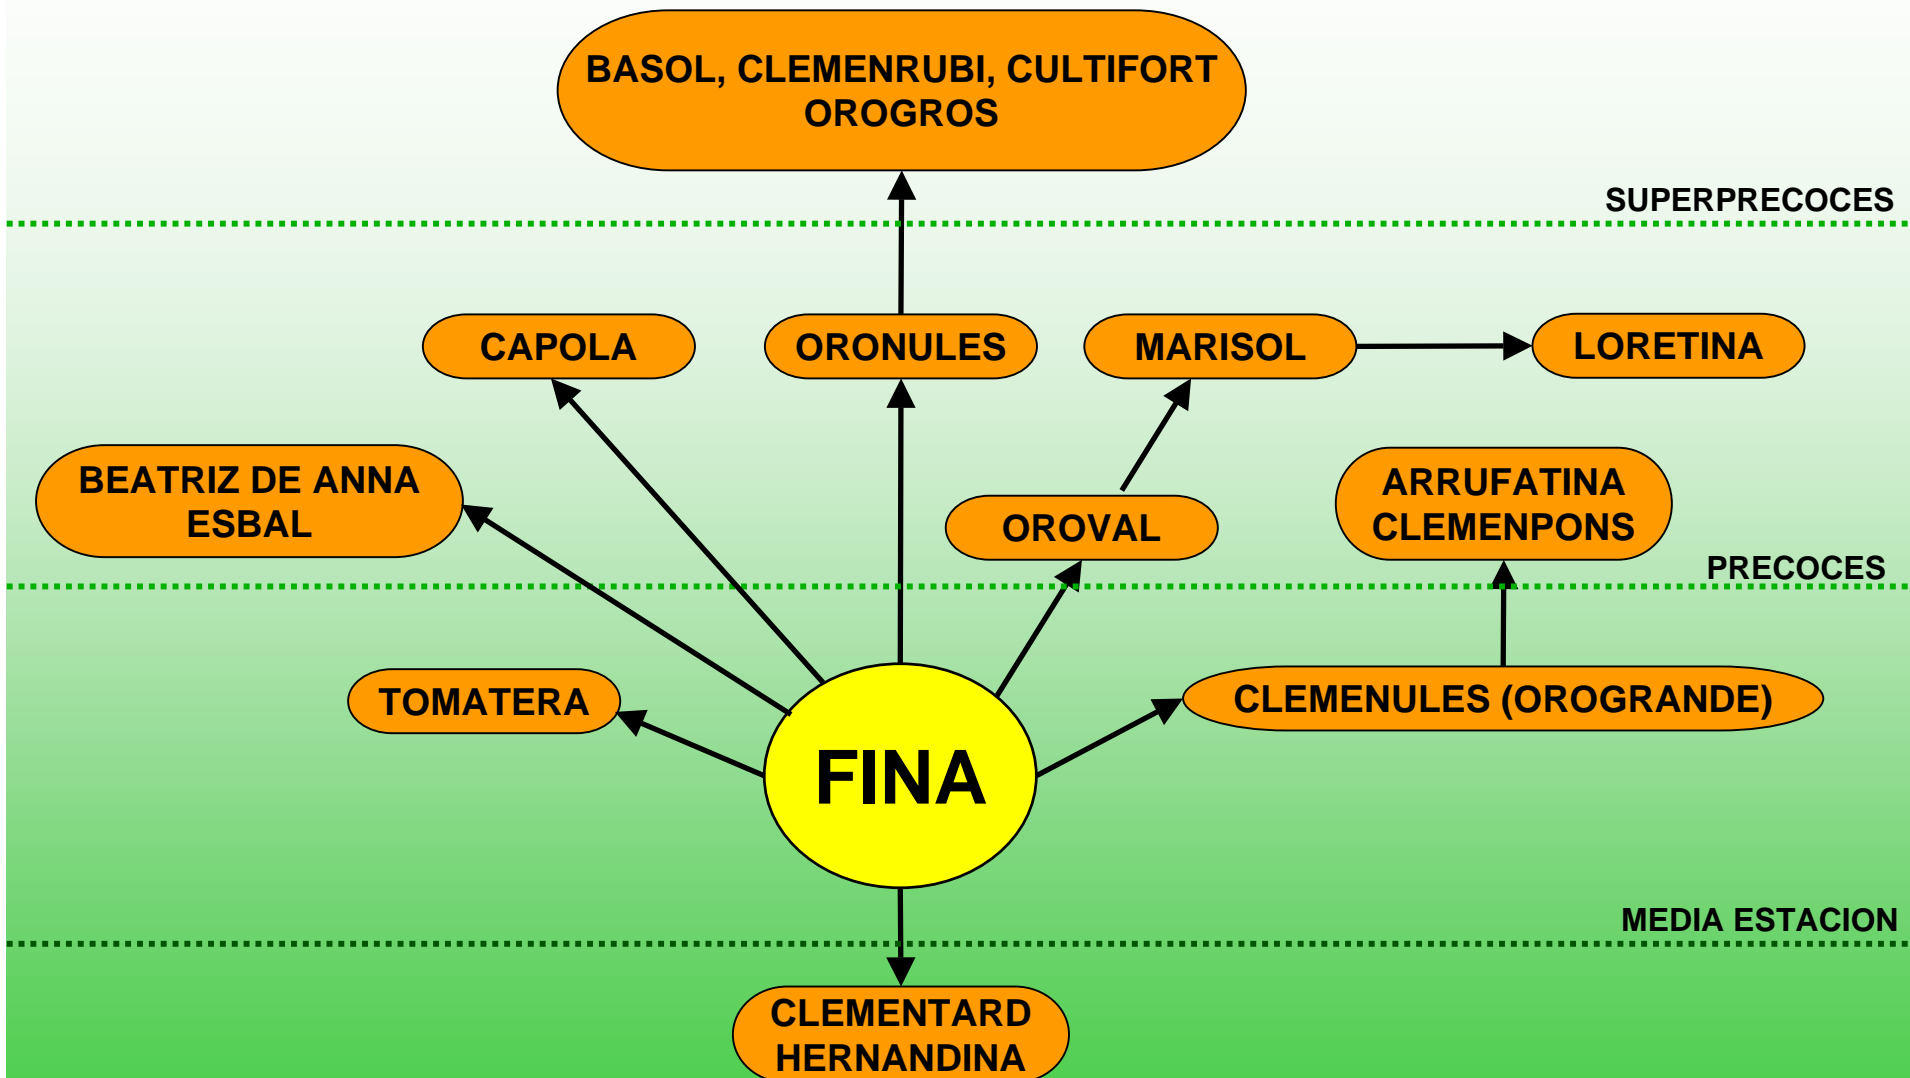 BASOL, CLEMENRUBI, CULTIFORT
OROGROS
SUPERPRECOCES
CAPOLA
ORONULES
MARISOL
LORETINA
BEATRIZ DE ANNA
ESBAL
OROVAL
ARRUFATINA
CLEMENPONS
PRECOCES
TOMATERA
CLEMENULES (OROGRANDE)
FINA
MEDIA ESTACION
CLEMENTARD
HERNANDINA